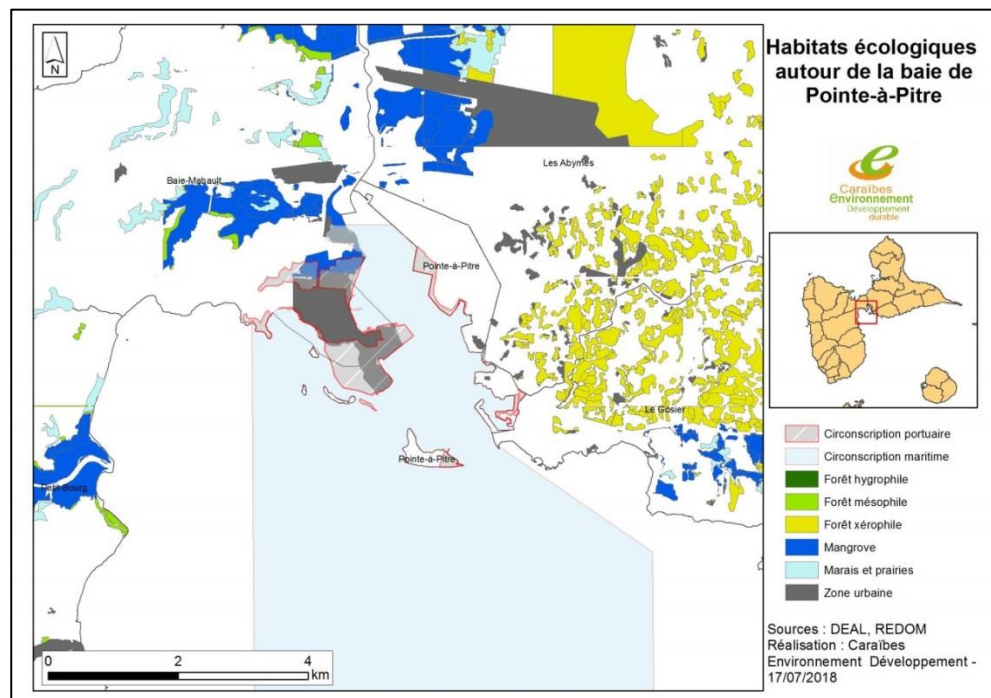 Habitats écologiques
autour de la baie de
Pointe-à-Pitre
N
Les Abymes
Baie-Mahault
Pointe-à-Pitre
Le Gosier
Pointe-à-Pitre
Petit-Bourg
Caraïbes
environnement
Développement
durable
Circonscription portuaire
Circonscription maritime
Forêt hygrophile
Forêt mésophile
Forêt xérophile
Mangrove
Marais et prairies
Zone urbaine
Sources : DEAL, REDOM
Réalisation : Caraïbes
Environnement Développement -
17/07/2018
0 2 4
km